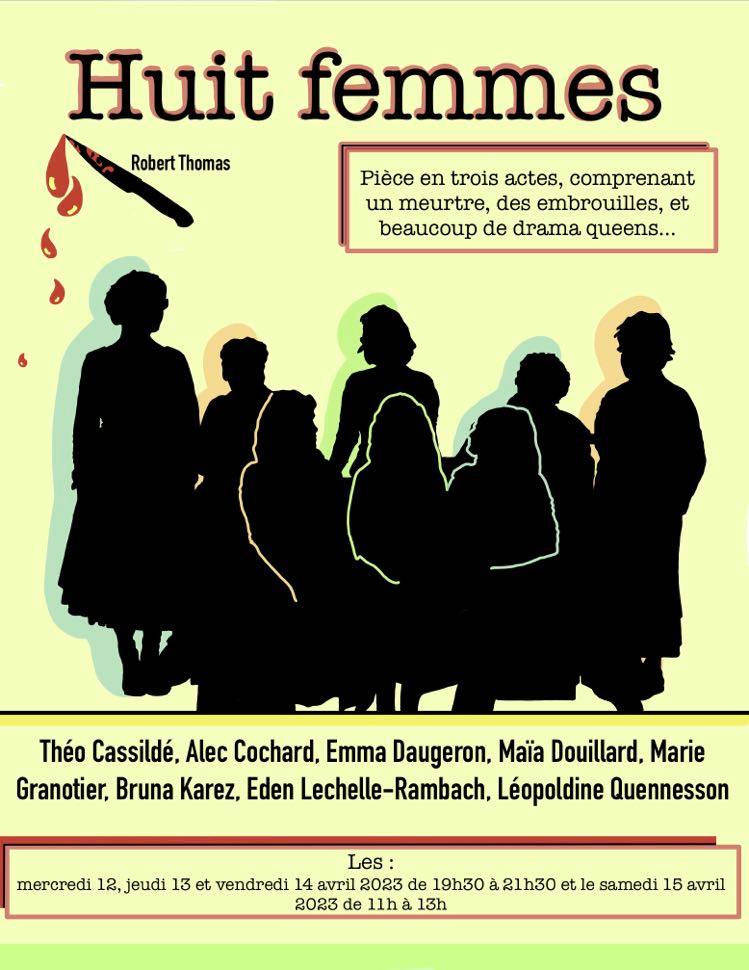 Huit femmes
Robert Thomas
Pièce en trois actes, comprenant
un meurtre, des embrouilles, et
beaucoup de drama queens...
Théo Cassildé, Alec Cochard, Emma Daugeron, Maïa Douillard, Marie
Granotier, Bruna Karez, Eden Lechelle-Rambach, Léopoldine Quennesson
Les :
mercredi 12, jeudi 13 et vendredi 14 avril 2023 de 19h30 à 21h30 et le samedi 15 avril
2023 de 11h à 13h